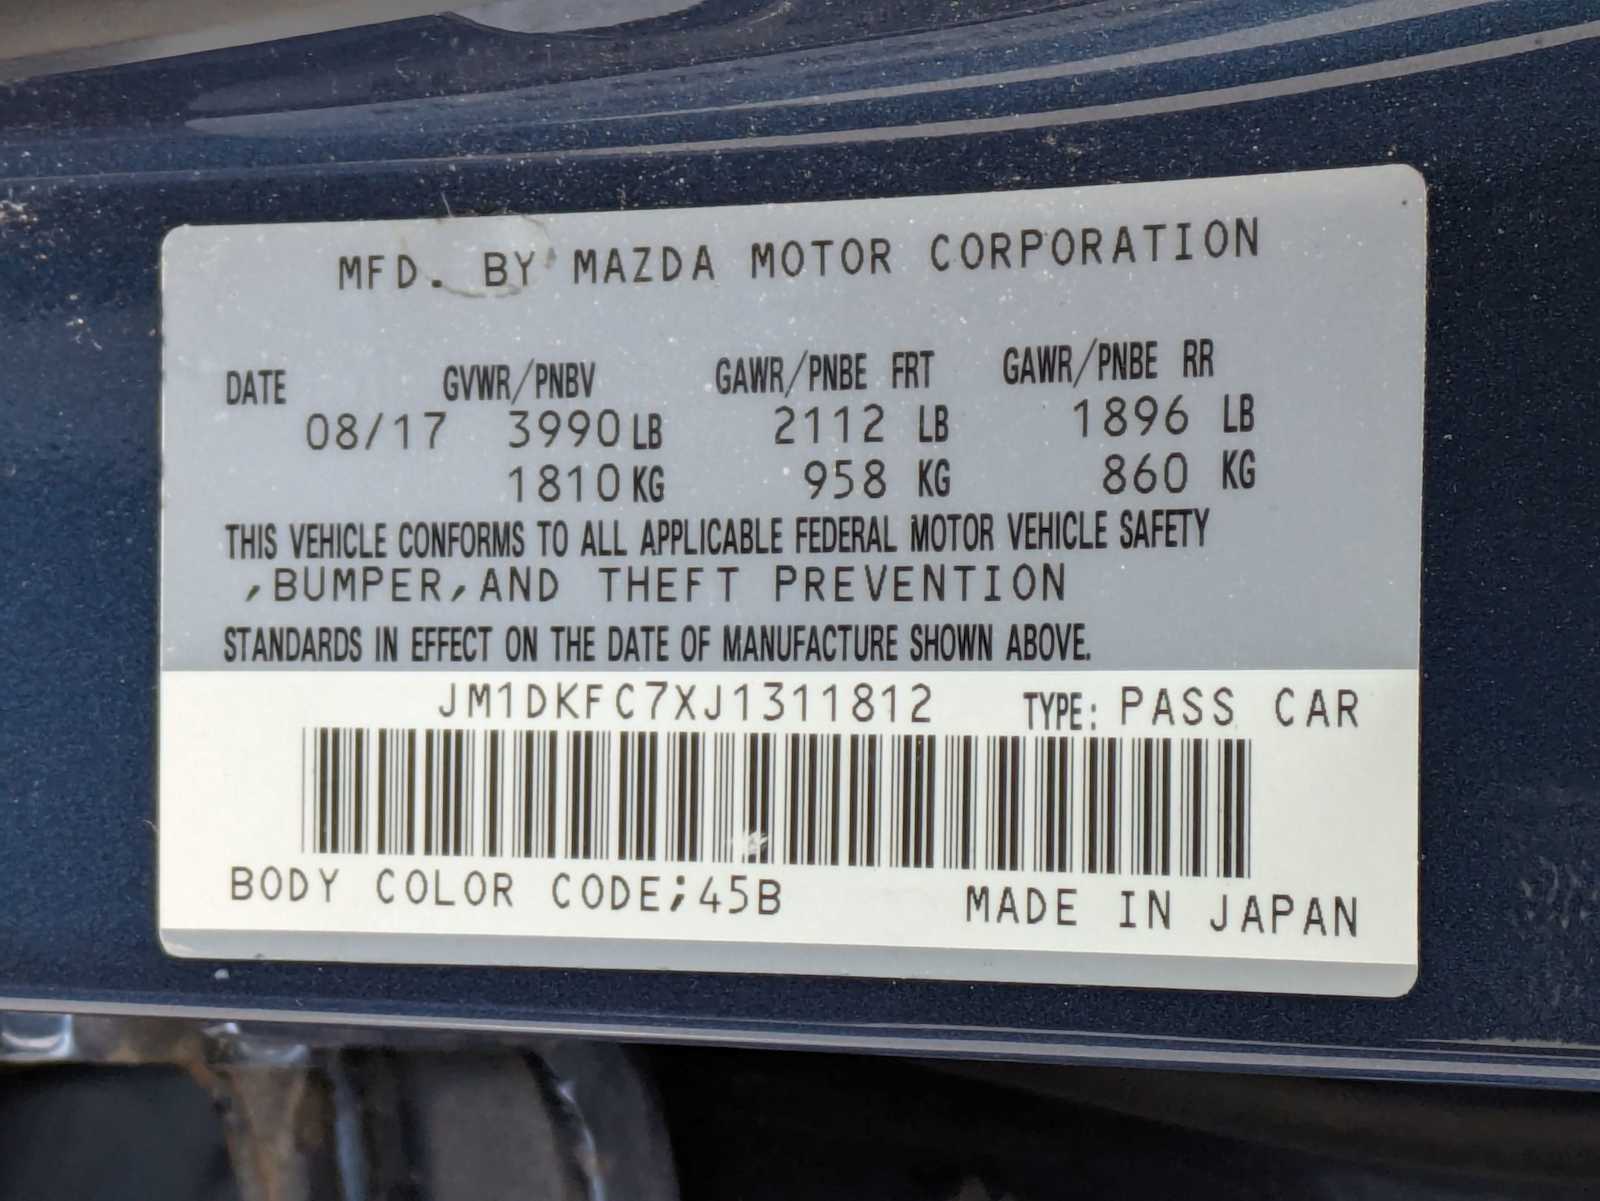 MFD. BY MAZDA MOTOR CORPORATION
DATE GVWR/PNBV GAWR/PNBE FRT GAWR/PNBE RR
08/17 3990 LB 2112 LB 1896 LB
1810 KG 958 KG 860 KG
THIS VEHICLE CONFORMS TO ALL APPLICABLE FEDERAL MOTOR VEHICLE SAFETY
,BUMPER,AND THEFT PREVENTION
STANDARDS IN EFFECT ON THE DATE OF MANUFACTURE SHOWN ABOVE.
JM1DKFC7XJ1311812 TYPE: PASS CAR
BODY COLOR CODE;45B MADE IN JAPAN